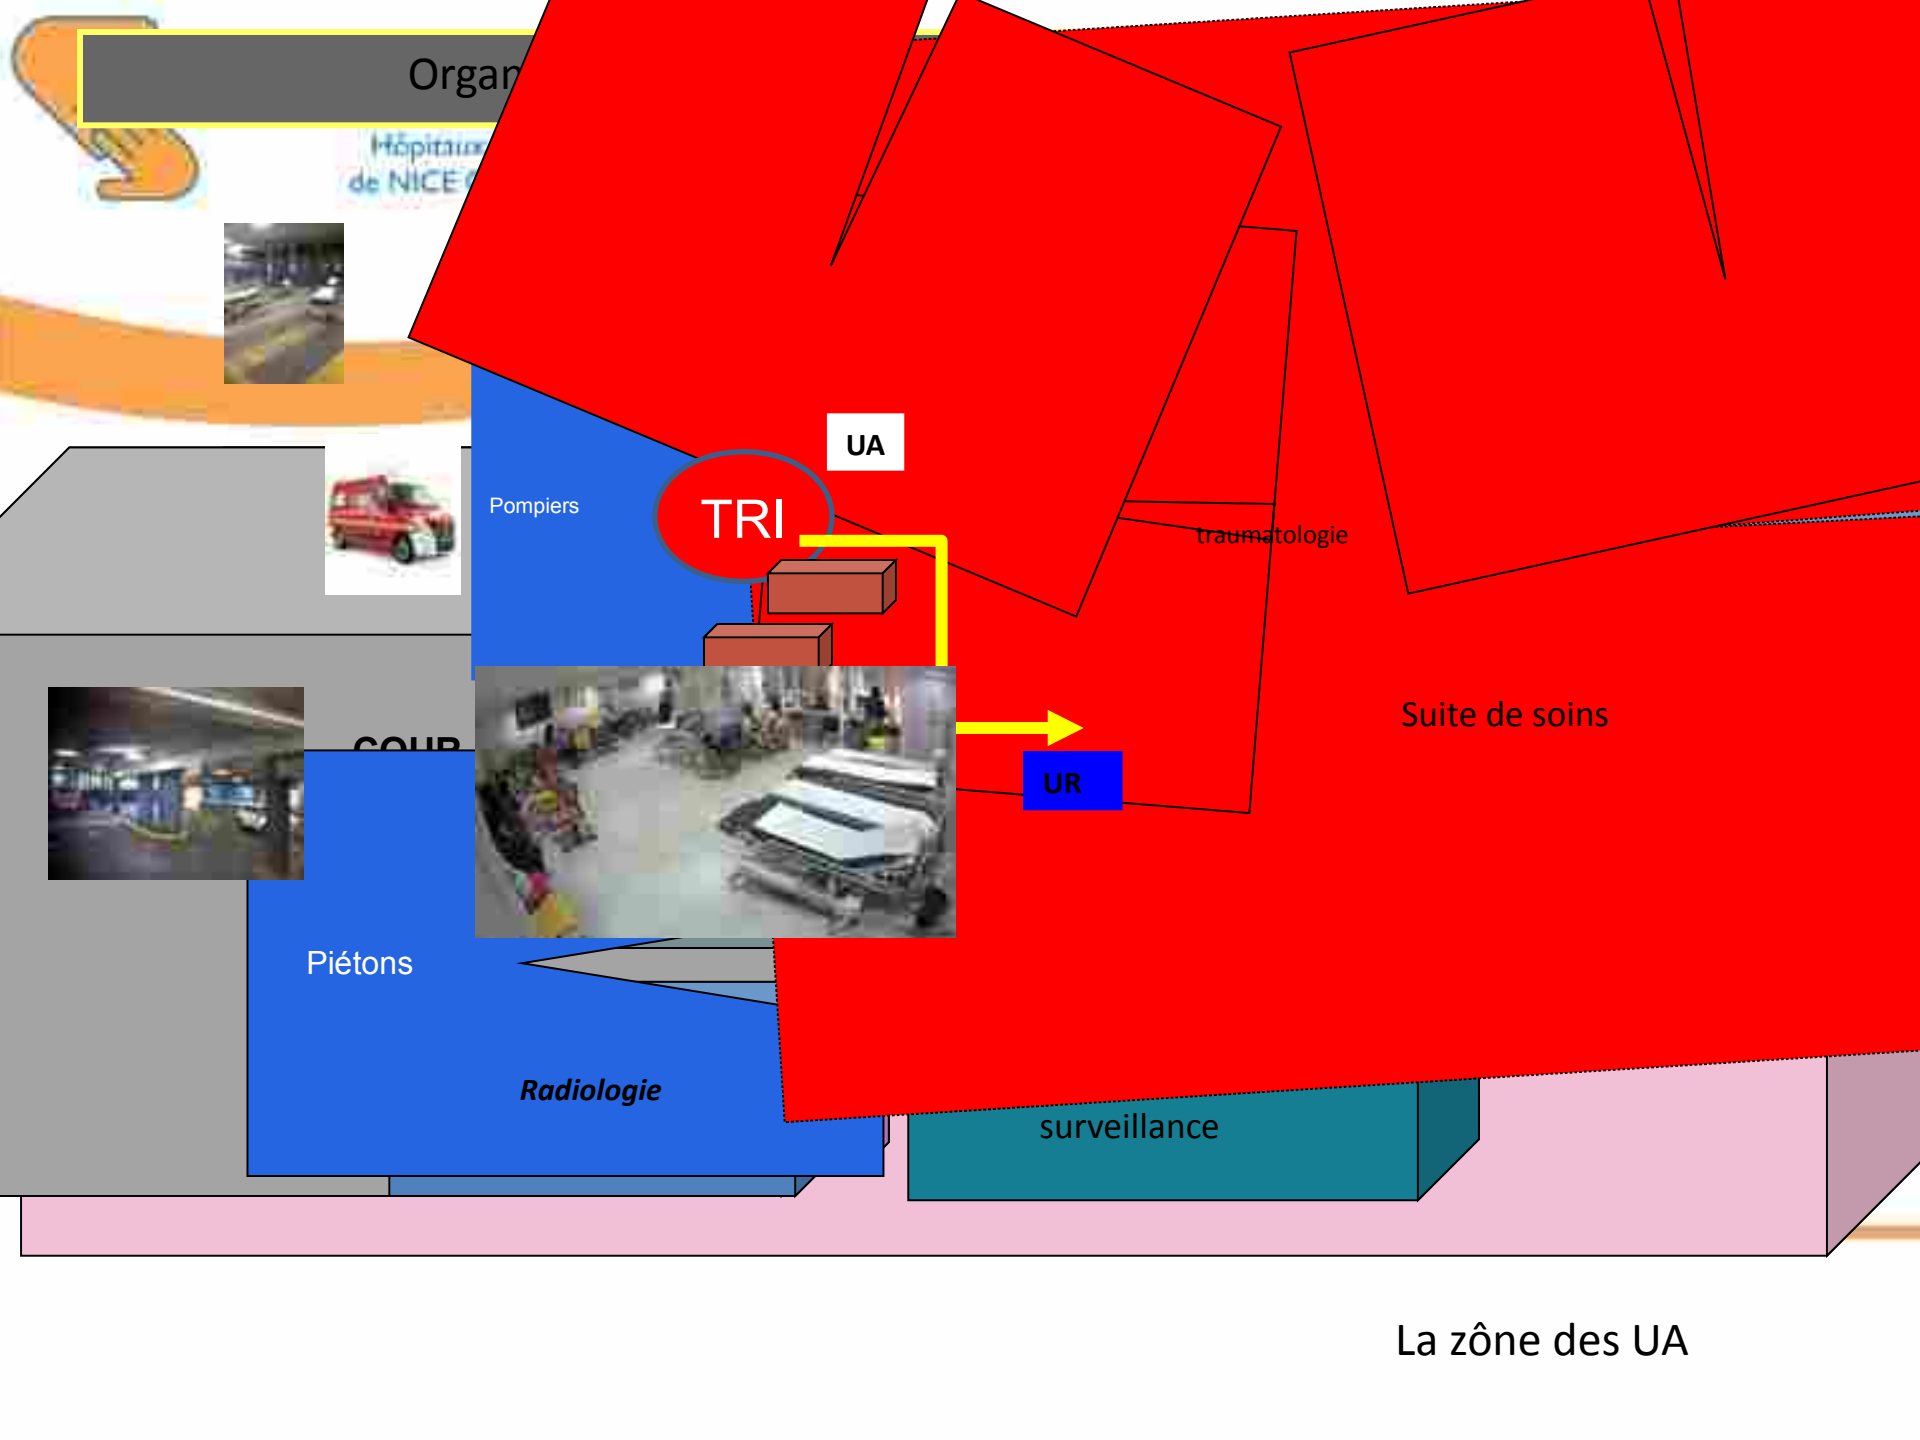 Organ
Hôpitaux
de NICE
UA
Pompiers
TRI
traumatologie
Suite de soins
COUR
UR
Piétons
Radiologie
surveillance
La zône des UA